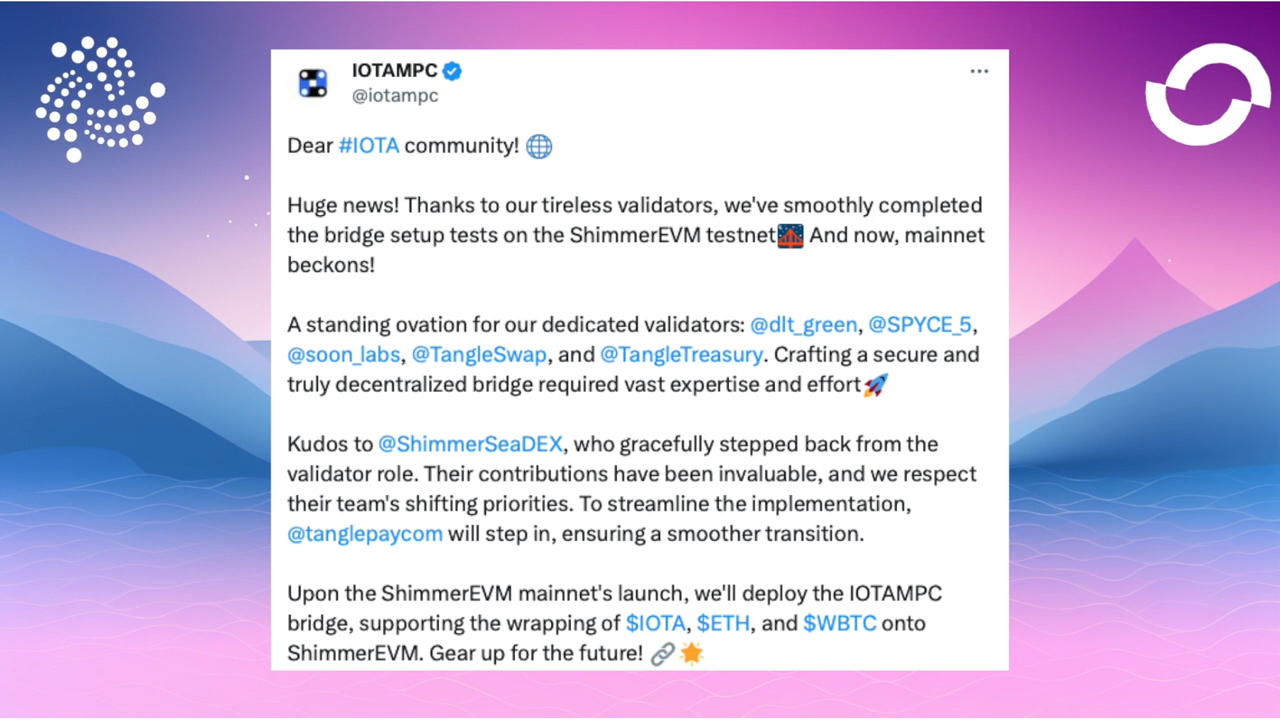 IOTAMPC
@iotampc
Dear #IOTA community! 🌐
Huge news! Thanks to our tireless validators, we've smoothly completed
the bridge setup tests on the ShimmerEVM testnet🌉 And now, mainnet
beckons!
A standing ovation for our dedicated validators: @dlt_green, @SPYCE_5,
@soon_labs, @TangleSwap, and @TangleTreasury. Crafting a secure and
truly decentralized bridge required vast expertise and effort🚀
Kudos to @ShimmerSeaDEX, who gracefully stepped back from the
validator role. Their contributions have been invaluable, and we respect
their team's shifting priorities. To streamline the implementation,
@tanglepaycom will step in, ensuring a smoother transition.
Upon the ShimmerEVM mainnet's launch, we'll deploy the IOTAMPC
bridge, supporting the wrapping of $IOTA, $ETH, and $WBTC onto
ShimmerEVM. Gear up for the future! 🔗🌟